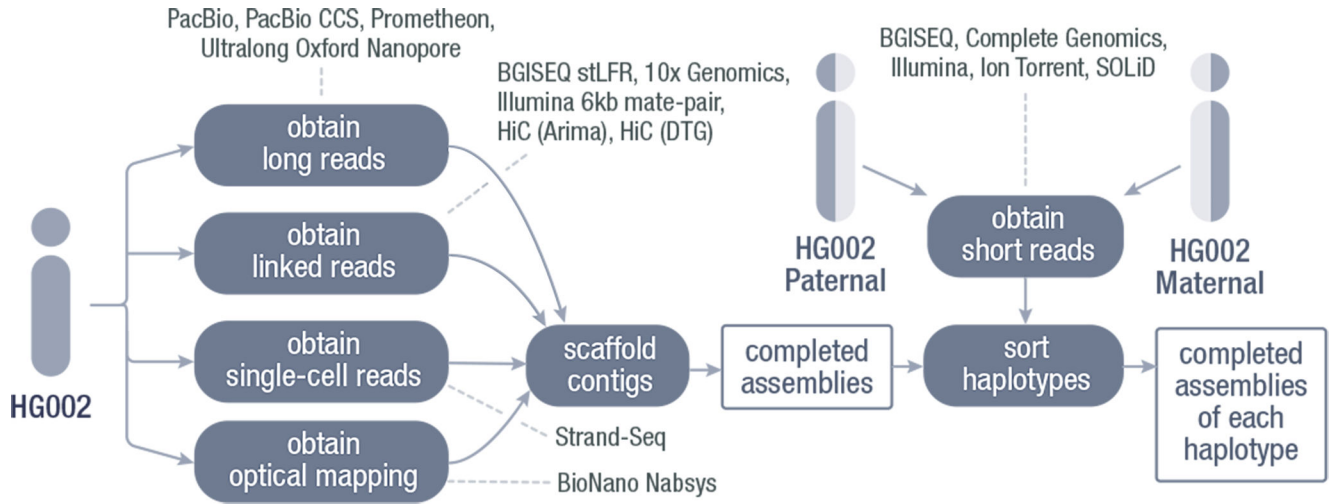 PacBio, PacBio CCS, Prometheon,
Ultralong Oxford Nanopore
BGISEQ stLFR, 10x Genomics,
Illumina 6kb mate-pair,
HiC (Arima), HiC (DTG)
BGISEQ, Complete Genomics,
Illumina, Ion Torrent, SOLiD
obtain
long reads
obtain
linked reads
obtain
single-cell reads
obtain
optical mapping
HG002
Strand-Seq
BioNano Nabsys
scaffold
contigs
completed
assemblies
HG002
Paternal
obtain
short reads
HG002
Maternal
sort
haplotypes
completed
assemblies
of each
haplotype